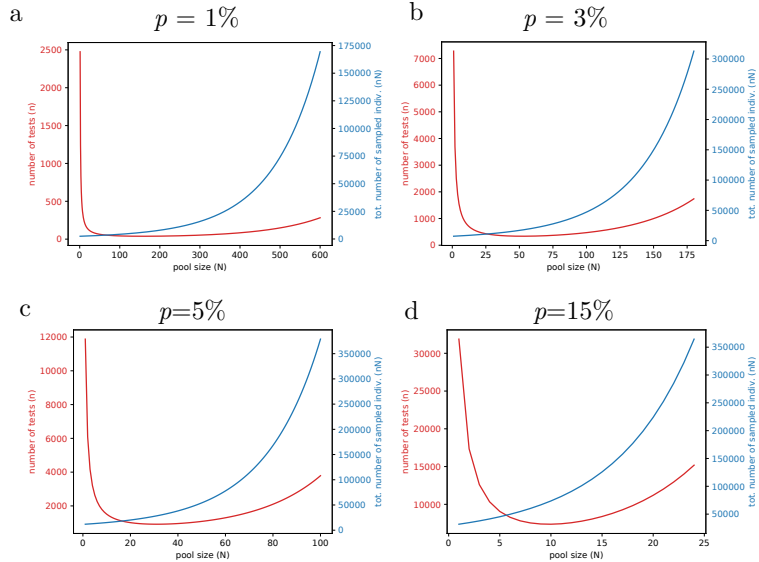 a
p = 1%
2500
2000
1500
1000
500
0
number of tests (n)
175000
150000
125000
100000
75000
50000
25000
0
tot. number of sampled indiv. (nN)
0 100 200 300 400 500 600
pool size (N)
b
p = 3%
7000
6000
5000
4000
3000
2000
1000
0
number of tests (n)
300000
250000
200000
150000
100000
50000
0
tot. number of sampled indiv. (nN)
0 25 50 75 100 125 150 175
pool size (N)
c
p=5%
12000
10000
8000
6000
4000
2000
number of tests (n)
350000
300000
250000
200000
150000
100000
50000
0
tot. number of sampled indiv. (nN)
0 20 40 60 80 100
pool size (N)
d
p=15%
30000
25000
20000
15000
10000
number of tests (n)
350000
300000
250000
200000
150000
100000
50000
tot. number of sampled indiv. (nN)
0 5 10 15 20 25
pool size (N)